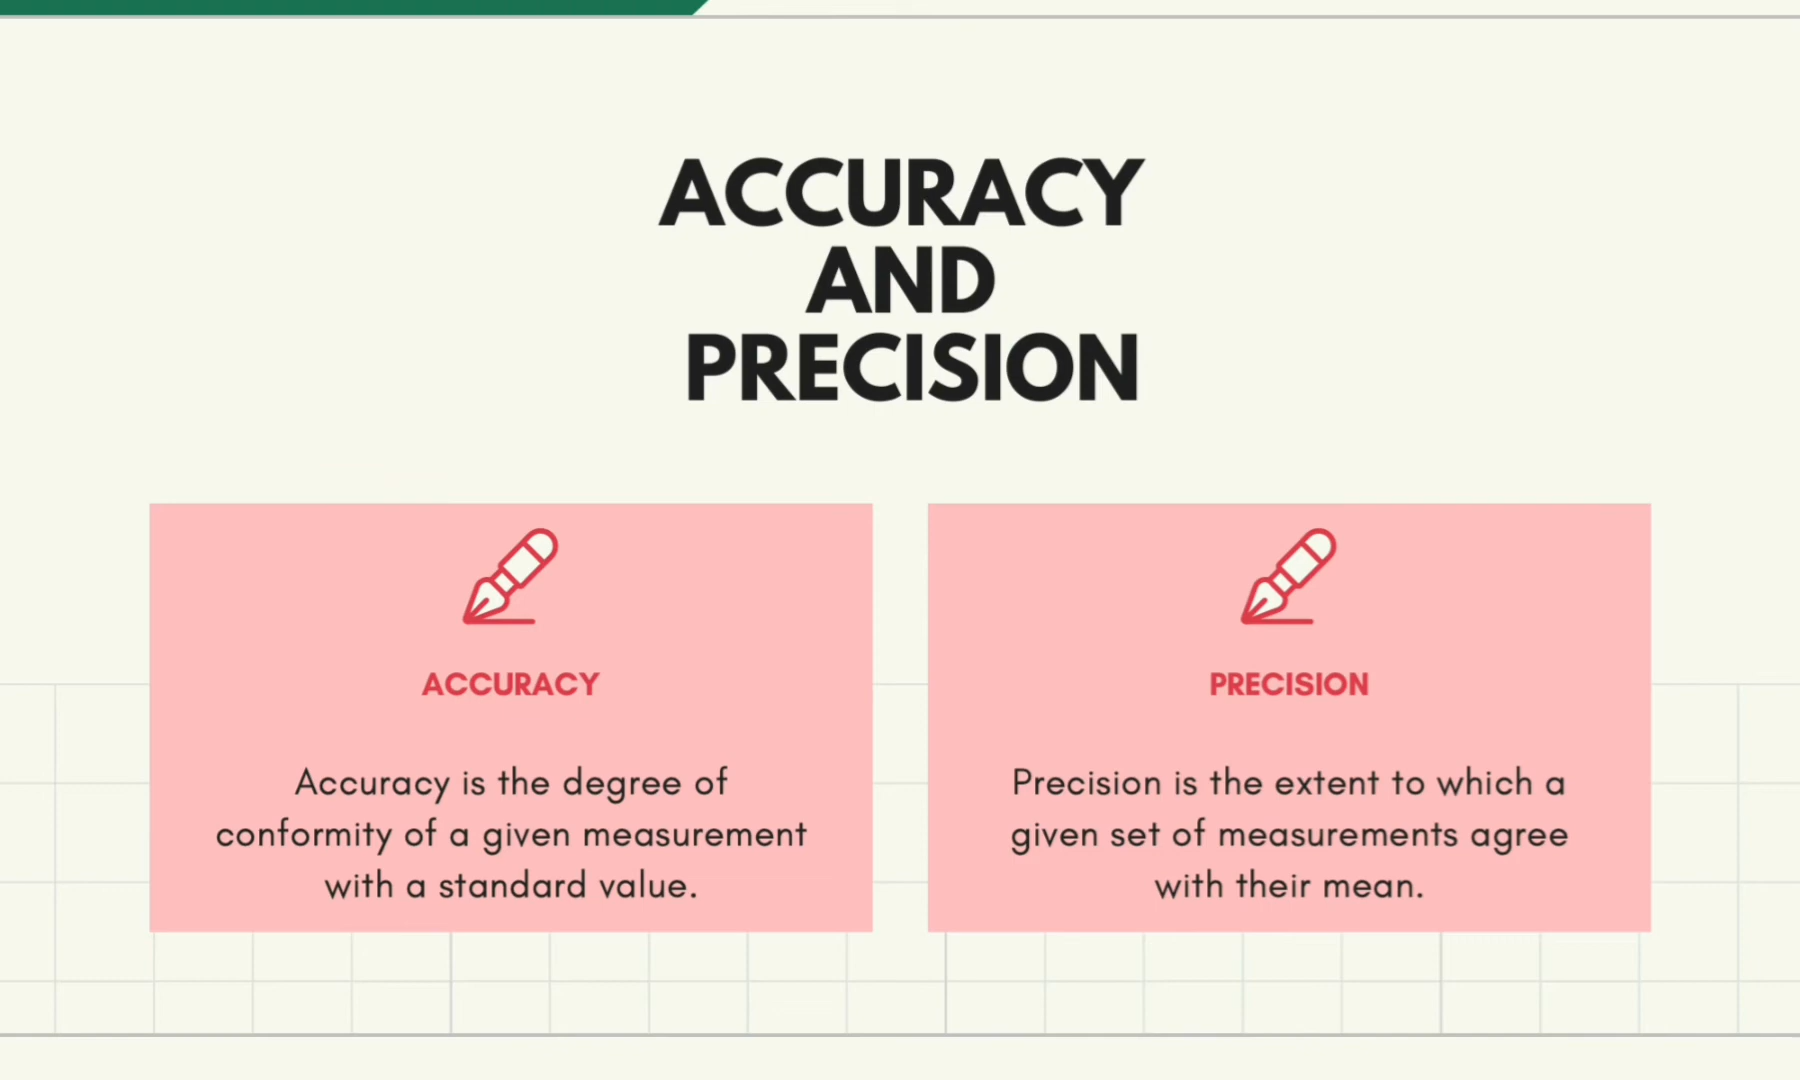 ACCURACY
AND
PRECISION
ACCURACY
Accuracy is the degree of
conformity of a given measurement
with a standard value.
PRECISION
Precision is the extent to which a
given set of measurements agree
with their mean.